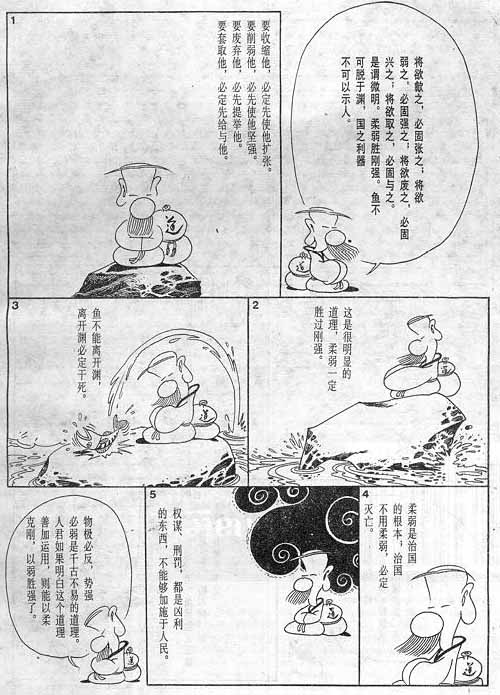 将欲歙之，必固张之，将欲
弱之，必固强之；将欲废之，必固
兴之；将欲取之，必固与之。
是谓微明。柔弱胜刚强。鱼不
可脱于渊，国之利器
不可以示人。
1
要收缩他，必定先使他扩张。
要削弱他，必先使他坚强。
要废弃他，必先提举他。
要套取他，必定先给与他。
道
道
2
这是很明显的
道理，柔弱一定
胜过刚强。
道
3
鱼不能离开渊，
离开渊必定干死。
道
4
柔弱是治国
的根本；治国
不用柔弱，必定
灭亡。
道
5
权谋、刑罚，都是凶利
的东西，不能够加施于人民。
道
物极必反，势强
必弱是千古不易的道理。
人君如果明白这个道理
善加运用，则能以柔
克刚，以弱胜强了。
道